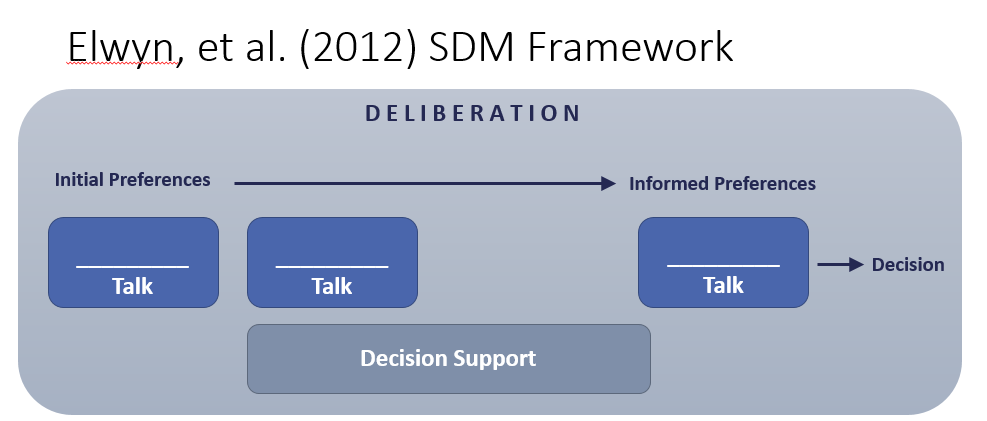 Elwyn, et al. (2012) SDM Framework
DELIBERATION
Initial Preferences
Informed Preferences
Talk
Talk
Talk
Decision
Decision Support